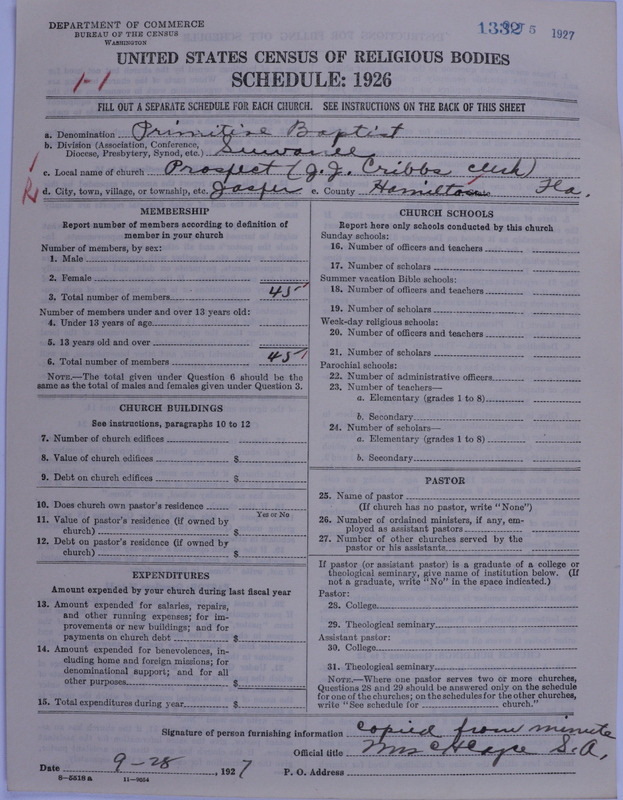 DEPARTMENT OF COMMERCE
BUREAU OF THE CENSUS
WASHINGTON
1927
UNITED STATES CENSUS OF RELIGIOUS BODIES
SCHEDULE: 1926
1-1
FILL OUT A SEPARATE SCHEDULE FOR EACH CHURCH. SEE INSTRUCTIONS ON THE BACK OF THIS SHEET
a. Denomination Primitive Baptist
b. Division (Association, Conference, Diocese, Presbytery, Synod, etc.) Suwanee
c. Local name of church Prospect (J.J. Cribbs clerk)
d. City, town, village, or township, etc. Jasper e. County Hamilton Fla.
MEMBERSHIP
Report number of members according to definition of
member in your church
Number of members, by sex:
1. Male
2. Female
3. Total number of members 45
Number of members under and over 13 years old:
4. Under 13 years of age
5. 13 years old and over
6. Total number of members 45
NOTE.—The total given under Question 6 should be the
same as the total of males and females given under Question 3.
CHURCH BUILDINGS
See instructions, paragraphs 10 to 12
7. Number of church edifices
8. Value of church edifices $
9. Debt on church edifices $
10. Does church own pastor's residence
Yes or No
11. Value of pastor's residence (if owned by
church) $
12. Debt on pastor's residence (if owned by
church) $
EXPENDITURES
Amount expended by your church during last fiscal year
13. Amount expended for salaries, repairs,
and other running expenses; for im-
provements or new buildings; and for
payments on church debt $
14. Amount expended for benevolences, in-
cluding home and foreign missions; for
denominational support; and for all
other purposes $
15. Total expenditures during year $
CHURCH SCHOOLS
Report here only schools conducted by this church
Sunday schools:
16. Number of officers and teachers
17. Number of scholars
Summer vacation Bible schools:
18. Number of officers and teachers
19. Number of scholars
Week-day religious schools:
20. Number of officers and teachers
21. Number of scholars
Parochial schools:
22. Number of administrative officers
23. Number of teachers—
a. Elementary (grades 1 to 8)
b. Secondary
24. Number of scholars—
a. Elementary (grades 1 to 8)
b. Secondary
PASTOR
25. Name of pastor
(If church has no pastor, write "None")
26. Number of ordained ministers, if any, em-
ployed as assistant pastors
27. Number of other churches served by the
pastor or his assistants
If pastor (or assistant pastor) is a graduate of a college or
theological seminary, give name of institution below. (If
not a graduate, write "No" in the space indicated.)
Pastor:
28. College
29. Theological seminary
Assistant pastor:
30. College
31. Theological seminary
NOTE.—Where one pastor serves two or more churches,
Questions 28 and 29 should be answered only on the schedule
for one of the churches; on the schedules for the other churches,
write "See schedule for church."
Signature of person furnishing information copied from minute
Official title Mrs S.A.
Date 9-28, 1927 P. O. Address
8-5518a 11-9054